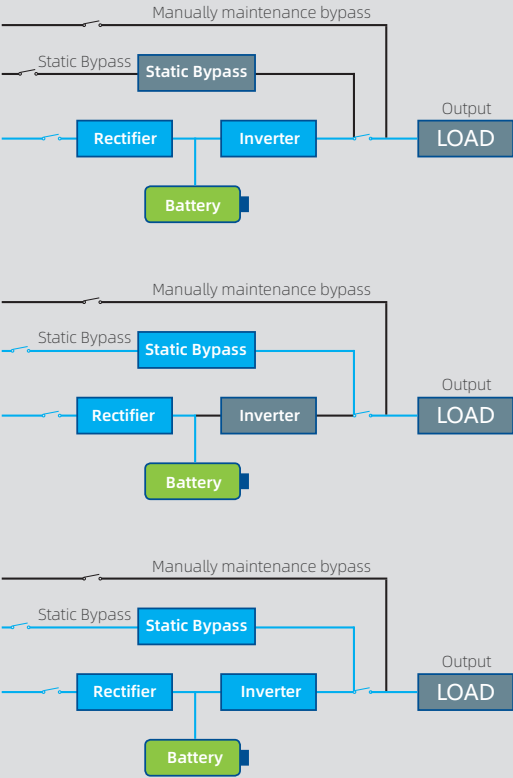 Manually maintenance bypass
Static Bypass
Static Bypass
Output
Rectifier
Inverter
LOAD
Battery
Manually maintenance bypass
Static Bypass
Static Bypass
Output
Rectifier
Inverter
LOAD
Battery
Manually maintenance bypass
Static Bypass
Static Bypass
Output
Rectifier
Inverter
LOAD
Battery